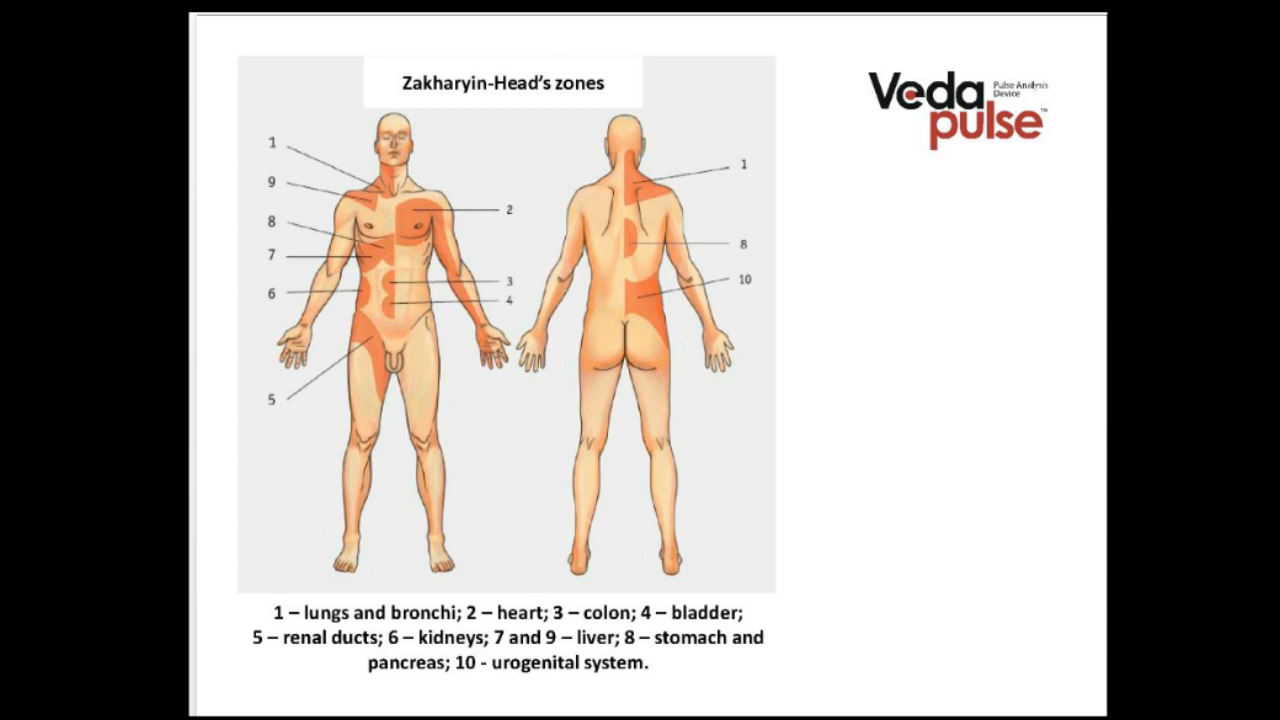 Zakharyin-Head's zones
Veda
Pulse Analysis
Device
pulse™
1
9
8
7
6
5
2
3
4
1
8
10
1 – lungs and bronchi; 2 – heart; 3 – colon; 4 – bladder;
5 – renal ducts; 6 – kidneys; 7 and 9 – liver; 8 – stomach and
pancreas; 10 - urogenital system.